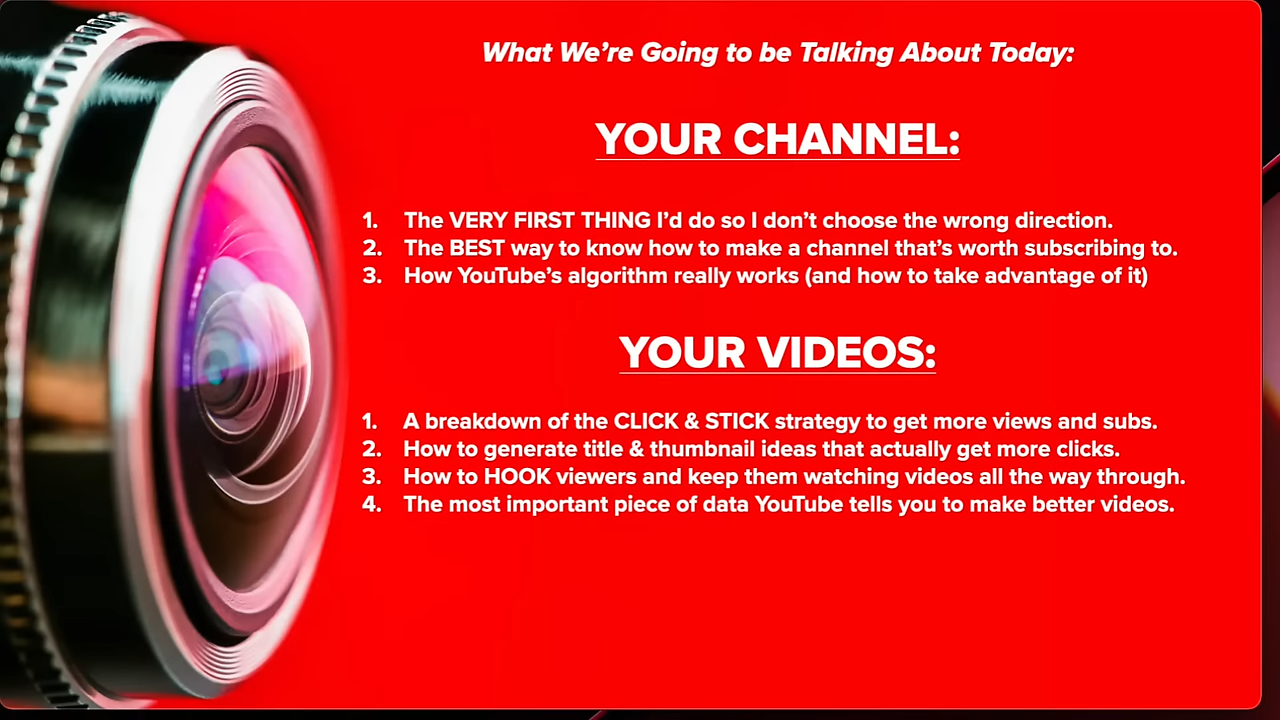 What We're Going to be Talking About Today:
YOUR CHANNEL:
1. The VERY FIRST THING I'd do so I don't choose the wrong direction.
2. The BEST way to know how to make a channel that's worth subscribing to.
3. How YouTube's algorithm really works (and how to take advantage of it)
YOUR VIDEOS:
1. A breakdown of the CLICK & STICK strategy to get more views and subs.
2. How to generate title & thumbnail ideas that actually get more clicks.
3. How to HOOK viewers and keep them watching videos all the way through.
4. The most important piece of data YouTube tells you to make better videos.